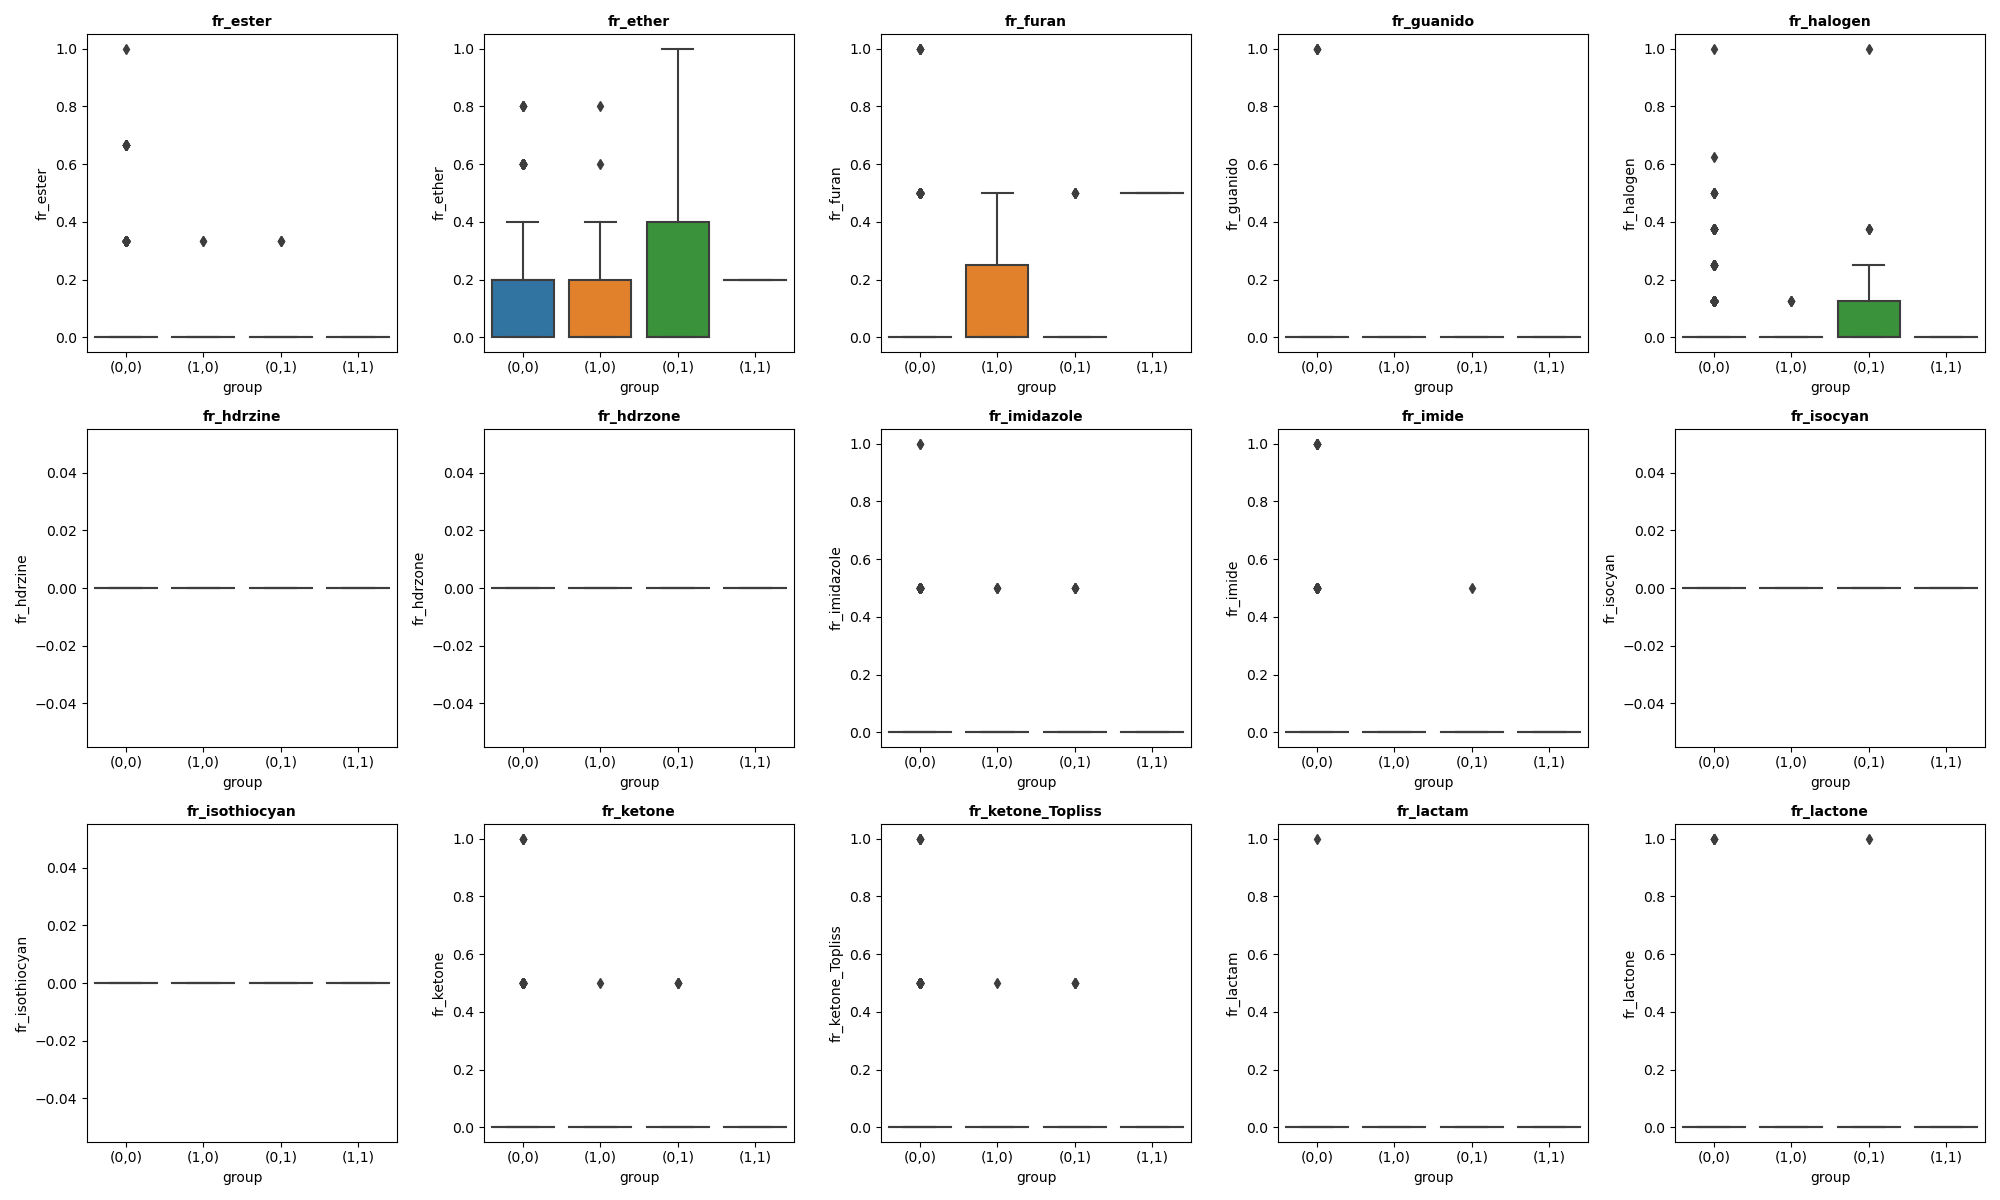 fr_ester
1.0
0.8
0.6
0.4
0.2
0.0
fr_ester
(0,0) (1,0) (0,1) (1,1)
group
fr_ether
1.0
0.8
0.6
0.4
0.2
0.0
fr_ether
(0,0) (1,0) (0,1) (1,1)
group
fr_furan
1.0
0.8
0.6
0.4
0.2
0.0
fr_furan
(0,0) (1,0) (0,1) (1,1)
group
fr_guanido
1.0
0.8
0.6
0.4
0.2
0.0
fr_guanido
(0,0) (1,0) (0,1) (1,1)
group
fr_halogen
1.0
0.8
0.6
0.4
0.2
0.0
fr_halogen
(0,0) (1,0) (0,1) (1,1)
group
fr_hdrzine
0.04
0.02
0.00
−0.02
−0.04
fr_hdrzine
(0,0) (1,0) (0,1) (1,1)
group
fr_hdrzone
0.04
0.02
0.00
−0.02
−0.04
fr_hdrzone
(0,0) (1,0) (0,1) (1,1)
group
fr_imidazole
1.0
0.8
0.6
0.4
0.2
0.0
fr_imidazole
(0,0) (1,0) (0,1) (1,1)
group
fr_imide
1.0
0.8
0.6
0.4
0.2
0.0
fr_imide
(0,0) (1,0) (0,1) (1,1)
group
fr_isocyan
0.04
0.02
0.00
−0.02
−0.04
fr_isocyan
(0,0) (1,0) (0,1) (1,1)
group
fr_isothiocyan
0.04
0.02
0.00
−0.02
−0.04
fr_isothiocyan
(0,0) (1,0) (0,1) (1,1)
group
fr_ketone
1.0
0.8
0.6
0.4
0.2
0.0
fr_ketone
(0,0) (1,0) (0,1) (1,1)
group
fr_ketone_Topliss
1.0
0.8
0.6
0.4
0.2
0.0
fr_ketone_Topliss
(0,0) (1,0) (0,1) (1,1)
group
fr_lactam
1.0
0.8
0.6
0.4
0.2
0.0
fr_lactam
(0,0) (1,0) (0,1) (1,1)
group
fr_lactone
1.0
0.8
0.6
0.4
0.2
0.0
fr_lactone
(0,0) (1,0) (0,1) (1,1)
group